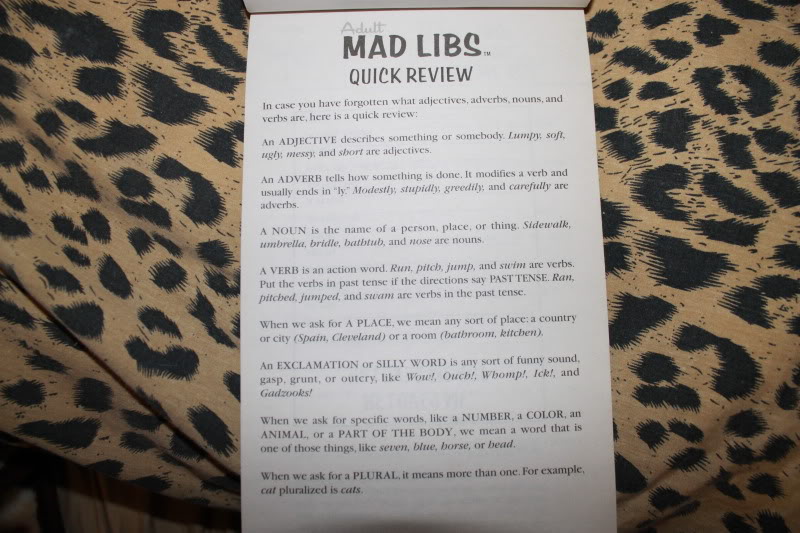 Adult
MAD LIBS™
QUICK REVIEW
In case you have forgotten what adjectives, adverbs, nouns, and
verbs are, here is a quick review:
An ADJECTIVE describes something or somebody. Lumpy, soft,
ugly, messy, and short are adjectives.
An ADVERB tells how something is done. It modifies a verb and
usually ends in "ly." Modestly, stupidly, greedily, and carefully are
adverbs.
A NOUN is the name of a person, place, or thing. Sidewalk,
umbrella, bridle, bathtub, and nose are nouns.
A VERB is an action word. Run, pitch, jump, and swim are verbs.
Put the verbs in past tense if the directions say PAST TENSE. Ran,
pitched, jumped, and swam are verbs in the past tense.
When we ask for A PLACE, we mean any sort of place: a country
or city (Spain, Cleveland) or a room (bathroom, kitchen).
An EXCLAMATION or SILLY WORD is any sort of funny sound,
gasp, grunt, or outcry, like Wow!, Ouch!, Whomp!, Ick!, and
Gadzooks!
When we ask for specific words, like a NUMBER, a COLOR, an
ANIMAL, or a PART OF THE BODY, we mean a word that is
one of those things, like seven, blue, horse, or head.
When we ask for a PLURAL, it means more than one. For example,
cat pluralized is cats.